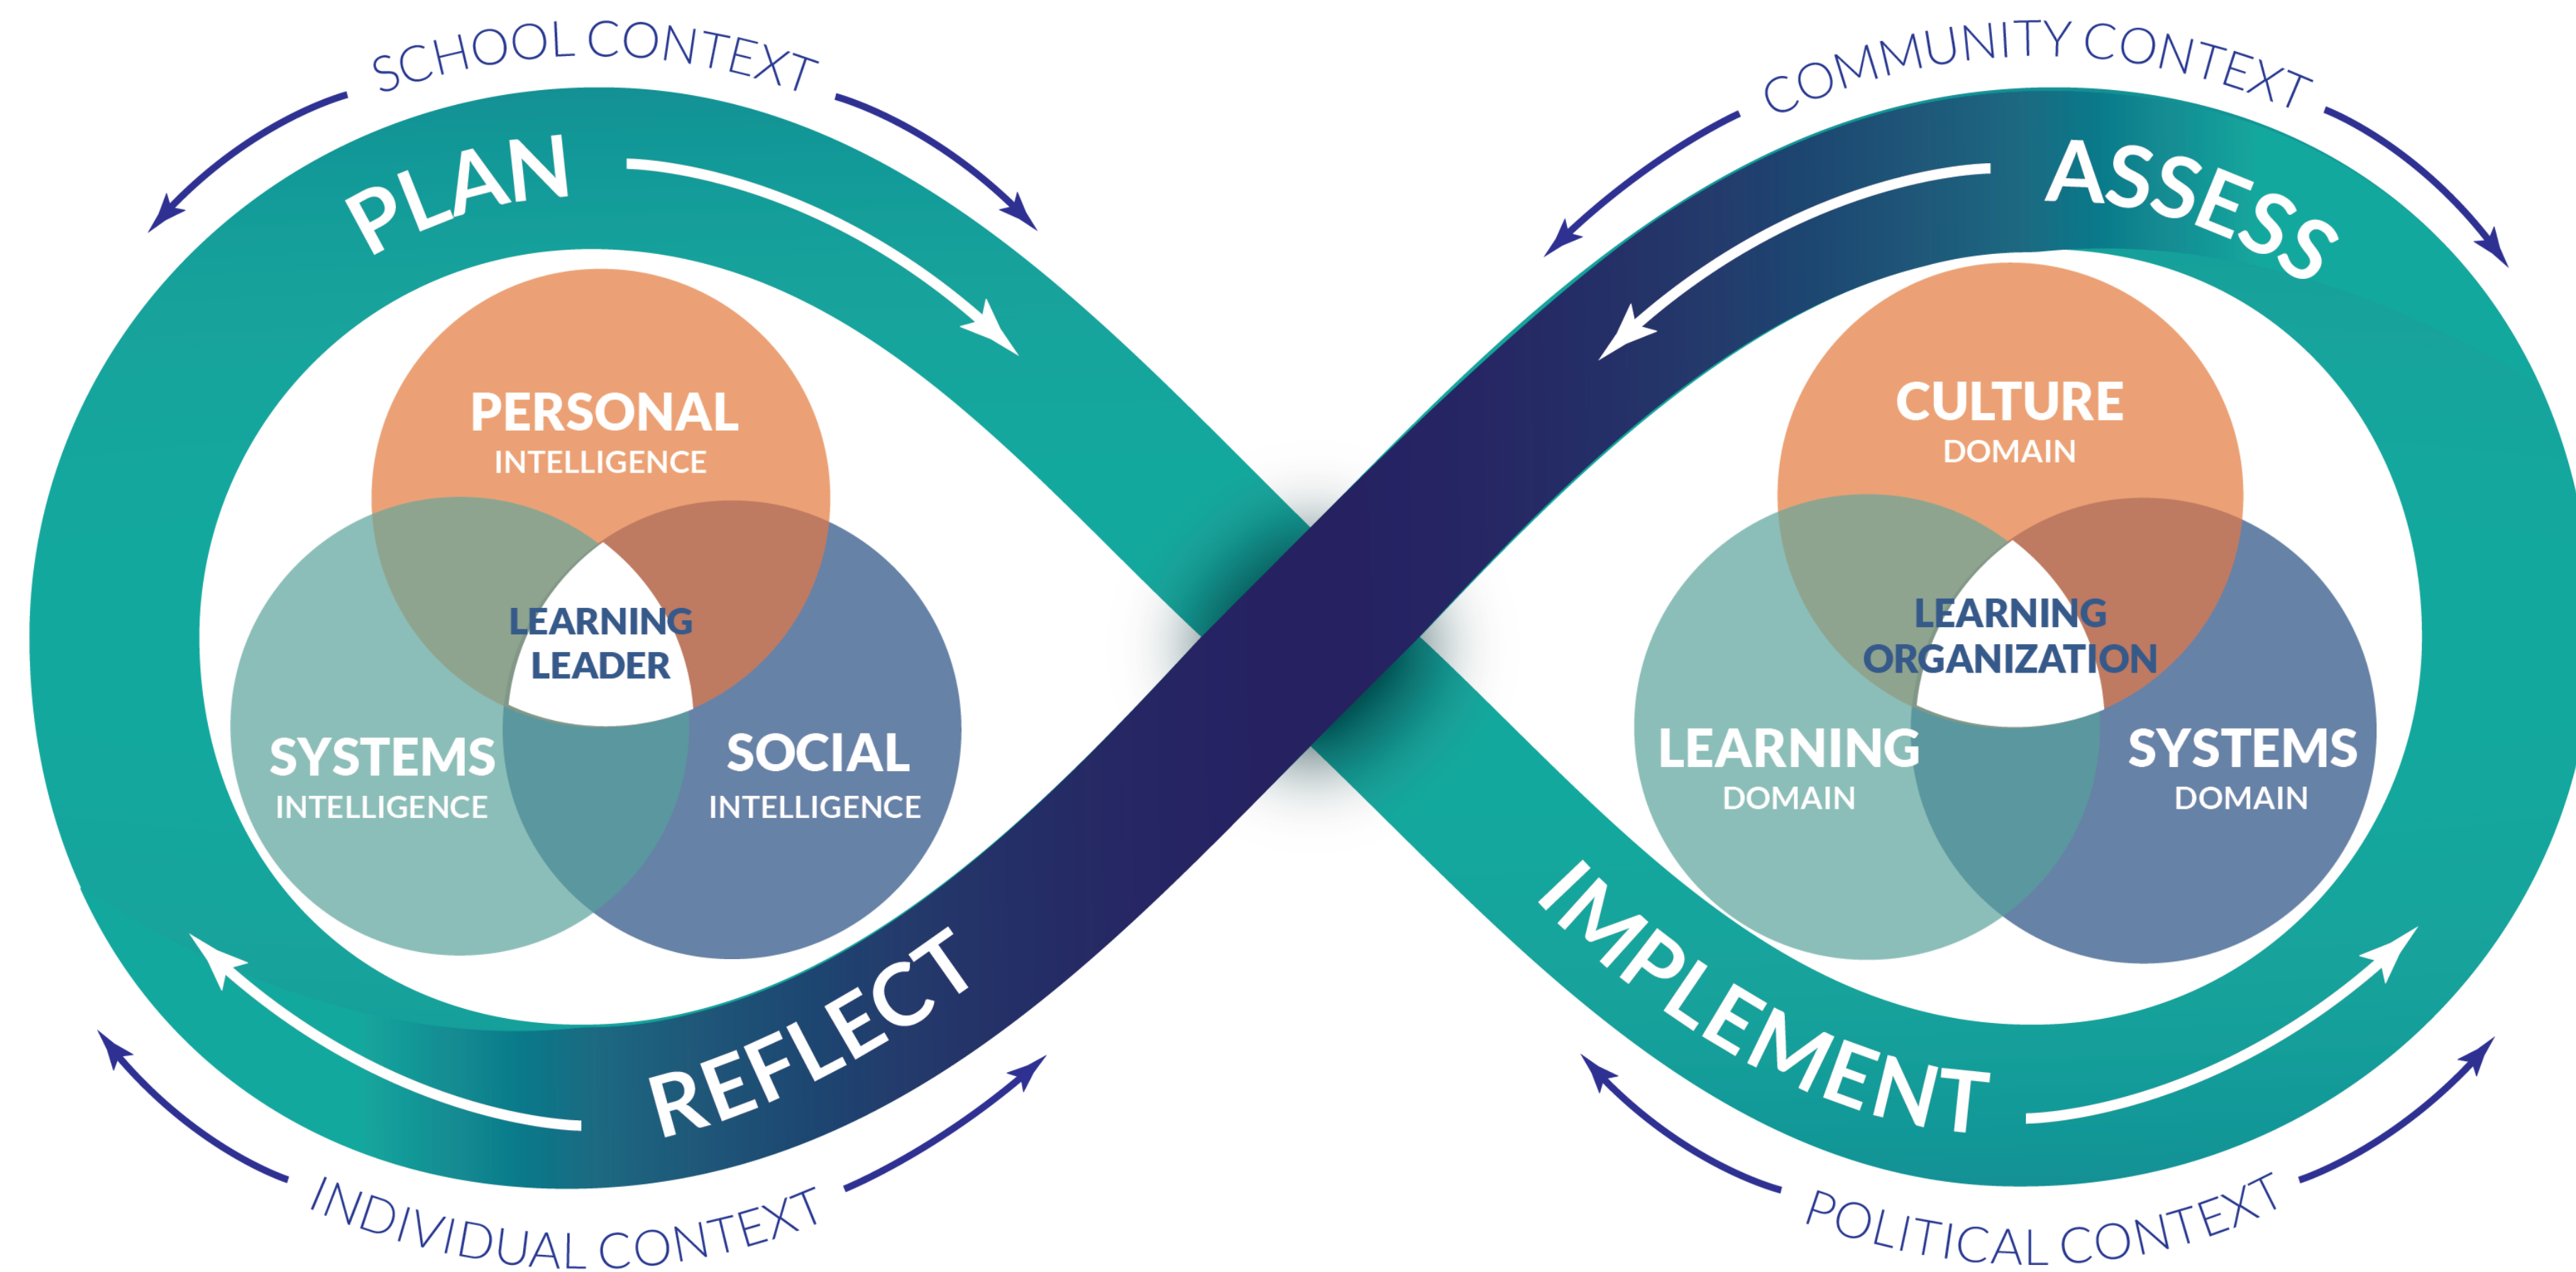 SCHOOL CONTEXT
PLAN
PERSONAL
INTELLIGENCE
LEARNING
LEADER
SYSTEMS
INTELLIGENCE
SOCIAL
INTELLIGENCE
REFLECT
INDIVIDUAL CONTEXT
COMMUNITY CONTEXT
ASSESS
CULTURE
DOMAIN
LEARNING
ORGANIZATION
LEARNING
DOMAIN
SYSTEMS
DOMAIN
IMPLEMENT
POLITICAL CONTEXT